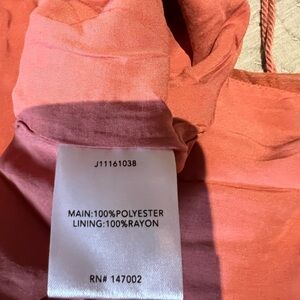 J11161038
MAIN:100%POLYESTER
LINING:100%RAYON
RN# 147002